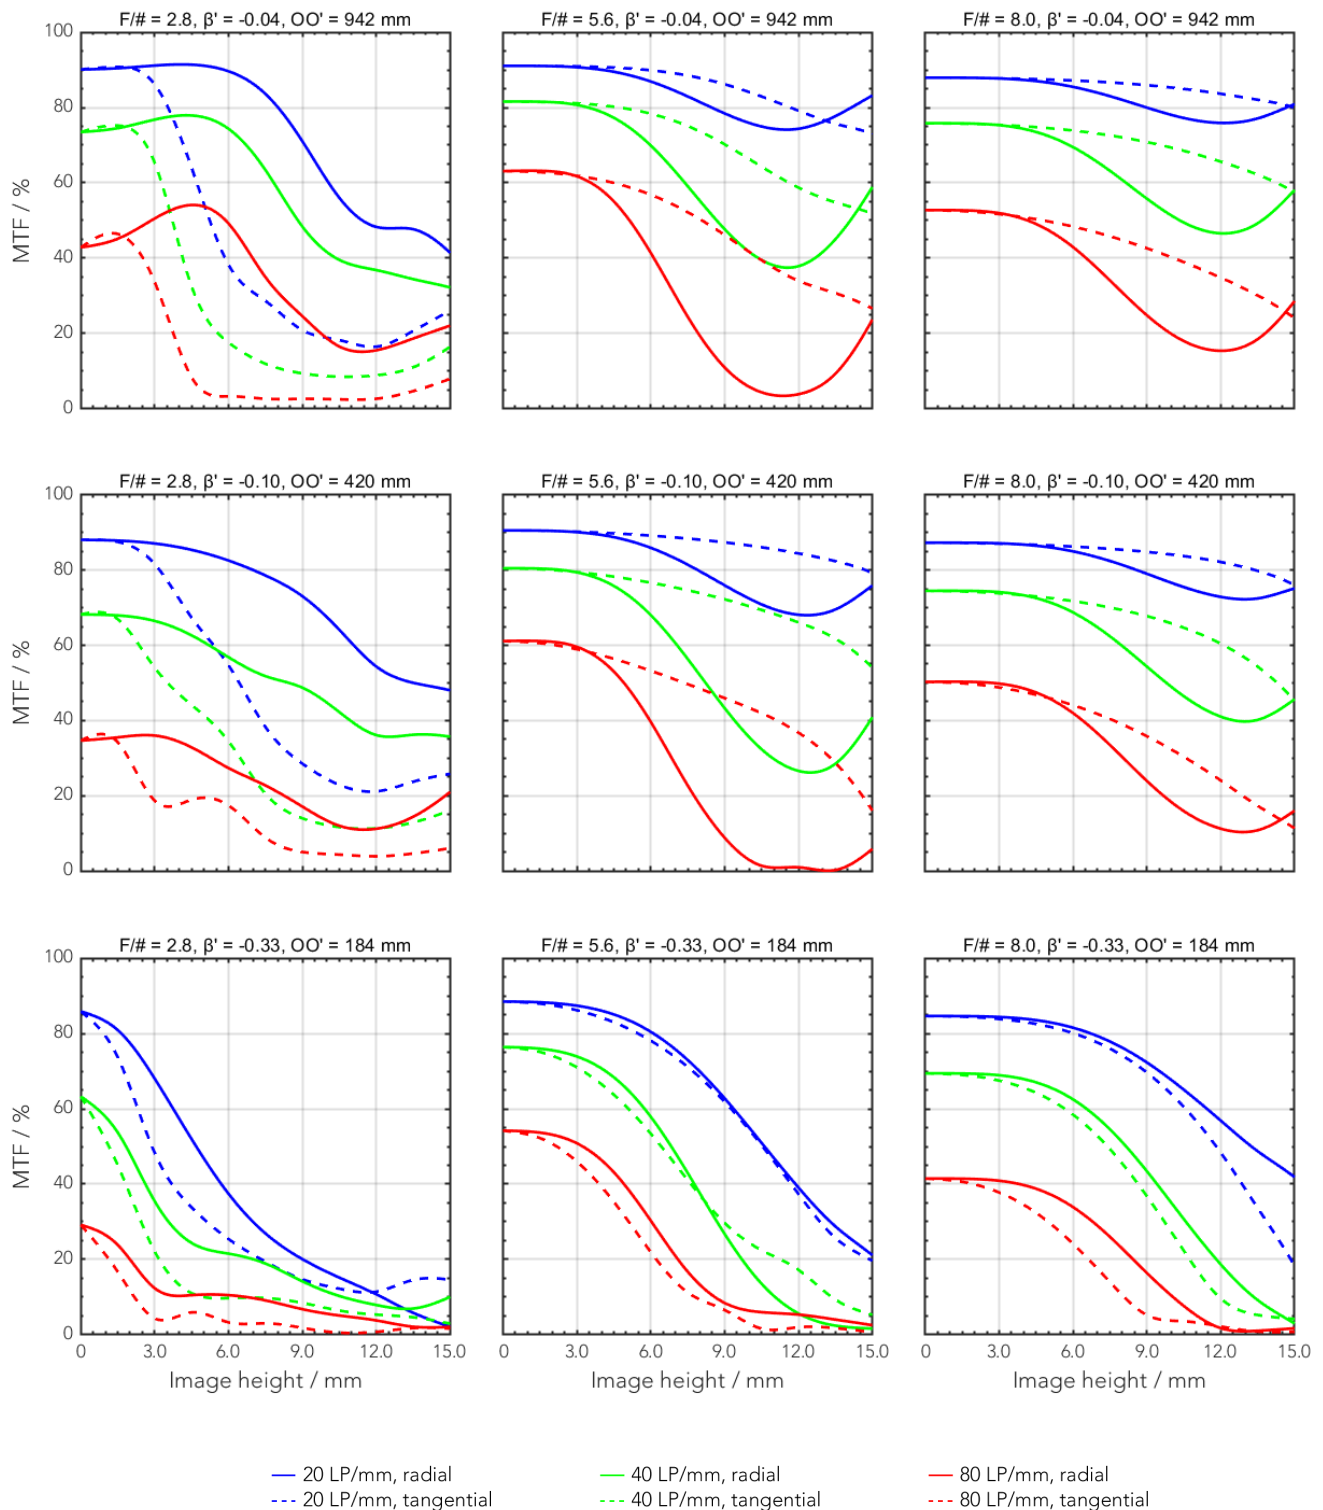 F/# = 2.8, β' = -0.04, OO' = 942 mm
F/# = 5.6, β' = -0.04, OO' = 942 mm
F/# = 8.0, β' = -0.04, OO' = 942 mm
100
80
60
40
20
0
MTF / %
F/# = 2.8, β' = -0.10, OO' = 420 mm
F/# = 5.6, β' = -0.10, OO' = 420 mm
F/# = 8.0, β' = -0.10, OO' = 420 mm
100
80
60
40
20
0
MTF / %
F/# = 2.8, β' = -0.33, OO' = 184 mm
F/# = 5.6, β' = -0.33, OO' = 184 mm
F/# = 8.0, β' = -0.33, OO' = 184 mm
100
80
60
40
20
0
MTF / %
0 3.0 6.0 9.0 12.0 15.0
0 3.0 6.0 9.0 12.0 15.0
0 3.0 6.0 9.0 12.0 15.0
Image height / mm
Image height / mm
Image height / mm
20 LP/mm, radial
40 LP/mm, radial
80 LP/mm, radial
20 LP/mm, tangential
40 LP/mm, tangential
80 LP/mm, tangential